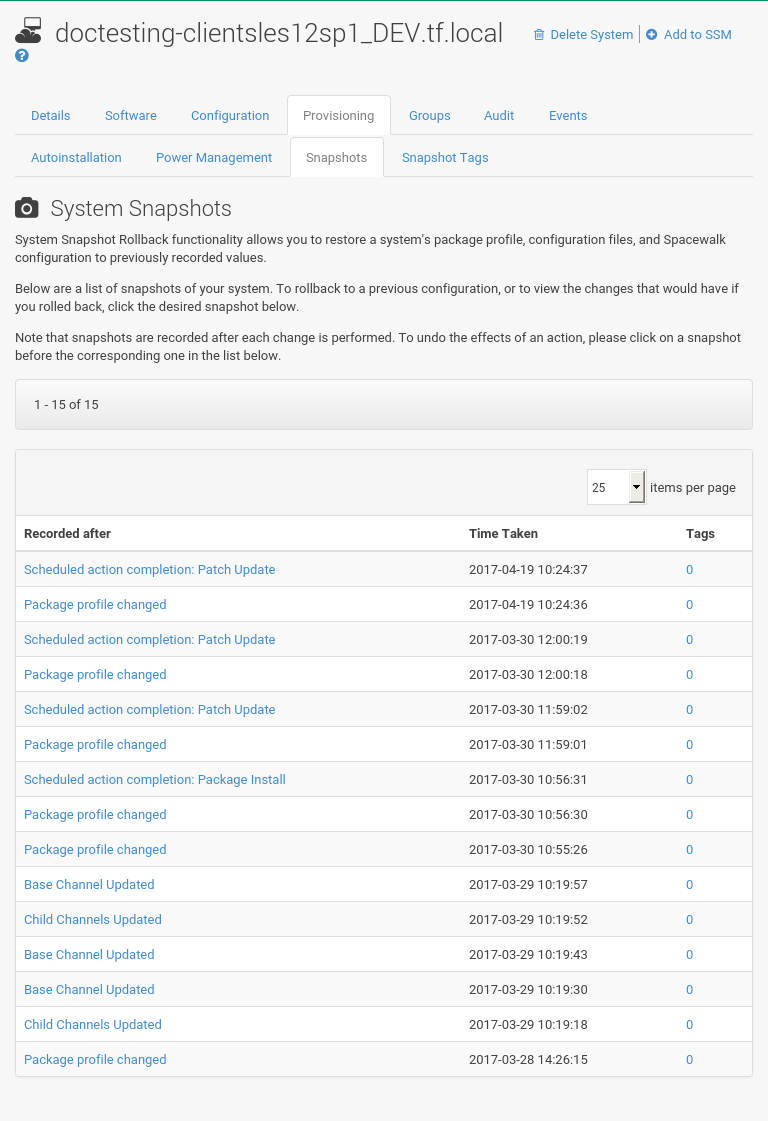 doctesting-clientsles12sp1_DEV.tf.local Delete System Add to SSM
Details Software Configuration Provisioning Groups Audit Events
Autoinstallation Power Management Snapshots Snapshot Tags
System Snapshots
System Snapshot Rollback functionality allows you to restore a system's package profile, configuration files, and Spacewalk
configuration to previously recorded values.
Below are a list of snapshots of your system. To rollback to a previous configuration, or to view the changes that would have if
you rolled back, click the desired snapshot below.
Note that snapshots are recorded after each change is performed. To undo the effects of an action, please click on a snapshot
before the corresponding one in the list below.
1 - 15 of 15
25 items per page
Recorded after Time Taken Tags
Scheduled action completion: Patch Update 2017-04-19 10:24:37 0
Package profile changed 2017-04-19 10:24:36 0
Scheduled action completion: Patch Update 2017-03-30 12:00:19 0
Package profile changed 2017-03-30 12:00:18 0
Scheduled action completion: Patch Update 2017-03-30 11:59:02 0
Package profile changed 2017-03-30 11:59:01 0
Scheduled action completion: Package Install 2017-03-30 10:56:31 0
Package profile changed 2017-03-30 10:56:30 0
Package profile changed 2017-03-30 10:55:26 0
Base Channel Updated 2017-03-29 10:19:57 0
Child Channels Updated 2017-03-29 10:19:52 0
Base Channel Updated 2017-03-29 10:19:43 0
Base Channel Updated 2017-03-29 10:19:30 0
Child Channels Updated 2017-03-29 10:19:18 0
Package profile changed 2017-03-28 14:26:15 0